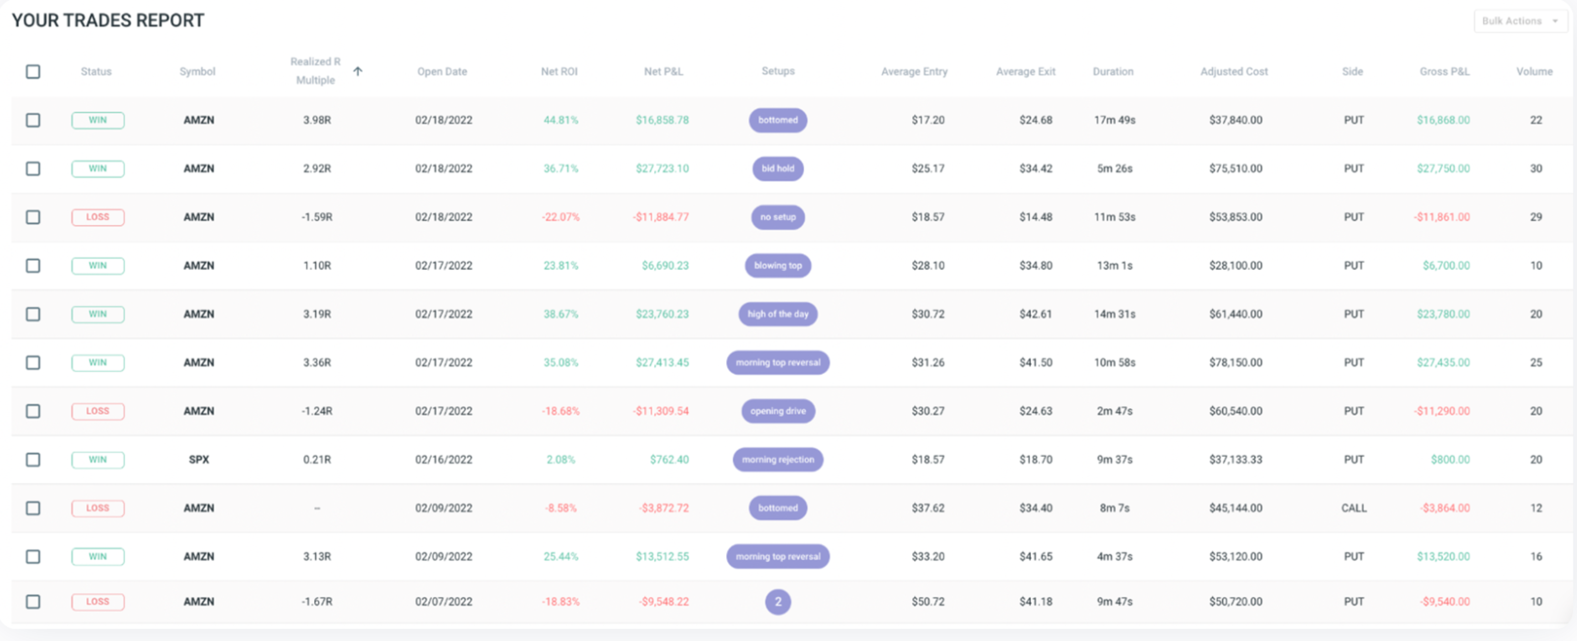 YOUR TRADES REPORT
Bulk Actions
Status Symbol Realized R Multiple Open Date Net ROI Net P&L Setups Average Entry Average Exit Duration Adjusted Cost Side Gross P&L Volume
WIN AMZN 3.98R 02/18/2022 44.81% $16,858.78 bottomed $17.20 $24.68 17m 49s $37,840.00 PUT $16,868.00 22
WIN AMZN 2.92R 02/18/2022 36.71% $27,723.10 bid hold $25.17 $34.42 5m 26s $75,510.00 PUT $27,750.00 30
LOSS AMZN -1.59R 02/18/2022 -22.07% -$11,884.77 no setup $18.57 $14.48 11m 53s $53,853.00 PUT -$11,861.00 29
WIN AMZN 1.10R 02/17/2022 23.81% $6,690.23 blowing top $28.10 $34.80 13m 1s $28,100.00 PUT $6,700.00 10
WIN AMZN 3.19R 02/17/2022 38.67% $23,760.23 high of the day $30.72 $42.61 14m 31s $61,440.00 PUT $23,780.00 20
WIN AMZN 3.36R 02/17/2022 35.08% $27,413.45 morning top reversal $31.26 $41.50 10m 58s $78,150.00 PUT $27,435.00 25
LOSS AMZN -1.24R 02/17/2022 -18.68% -$11,309.54 opening drive $30.27 $24.63 2m 47s $60,540.00 PUT -$11,290.00 20
WIN SPX 0.21R 02/16/2022 2.08% $762.40 morning rejection $18.57 $18.70 9m 37s $37,133.33 PUT $800.00 20
LOSS AMZN -- 02/09/2022 -8.58% -$3,872.72 bottomed $37.62 $34.40 8m 7s $45,144.00 CALL -$3,864.00 12
WIN AMZN 3.13R 02/09/2022 25.44% $13,512.55 morning top reversal $33.20 $41.65 4m 37s $53,120.00 PUT $13,520.00 16
LOSS AMZN -1.67R 02/07/2022 -18.83% -$9,548.22 2 $50.72 $41.18 9m 47s $50,720.00 PUT -$9,540.00 10